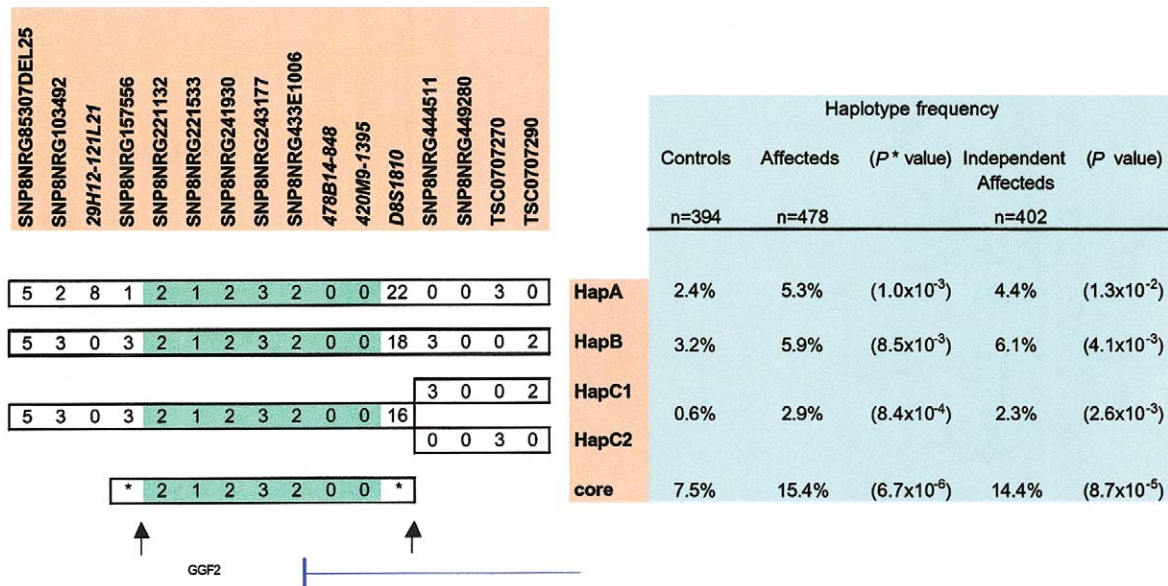 SNP8NRG85307DEL25
SNP8NRG103492
29H12-121L21
SNP8NRG157556
SNP8NRG221132
SNP8NRG221533
SNP8NRG241930
SNP8NRG243177
SNP8NRG433E1006
478B14-848
420M9-1395
D8S1810
SNP8NRG444511
SNP8NRG449280
TSC0707270
TSC0707290
Haplotype frequency
Controls Affecteds (P* value) Independent Affecteds (P value)
n=394 n=478 n=402
5 2 8 1 2 1 2 3 2 0 0 22 0 0 3 0 HapA 2.4% 5.3% (1.0x10-3) 4.4% (1.3x10-2)
5 3 0 3 2 1 2 3 2 0 0 18 3 0 0 2 HapB 3.2% 5.9% (8.5x10-3) 6.1% (4.1x10-3)
3 0 0 2 HapC1
5 3 0 3 2 1 2 3 2 0 0 16 0.6% 2.9% (8.4x10-4) 2.3% (2.6x10-3)
0 0 3 0 HapC2
* 2 1 2 3 2 0 0 * core 7.5% 15.4% (6.7x10-6) 14.4% (8.7x10-5)
GGF2